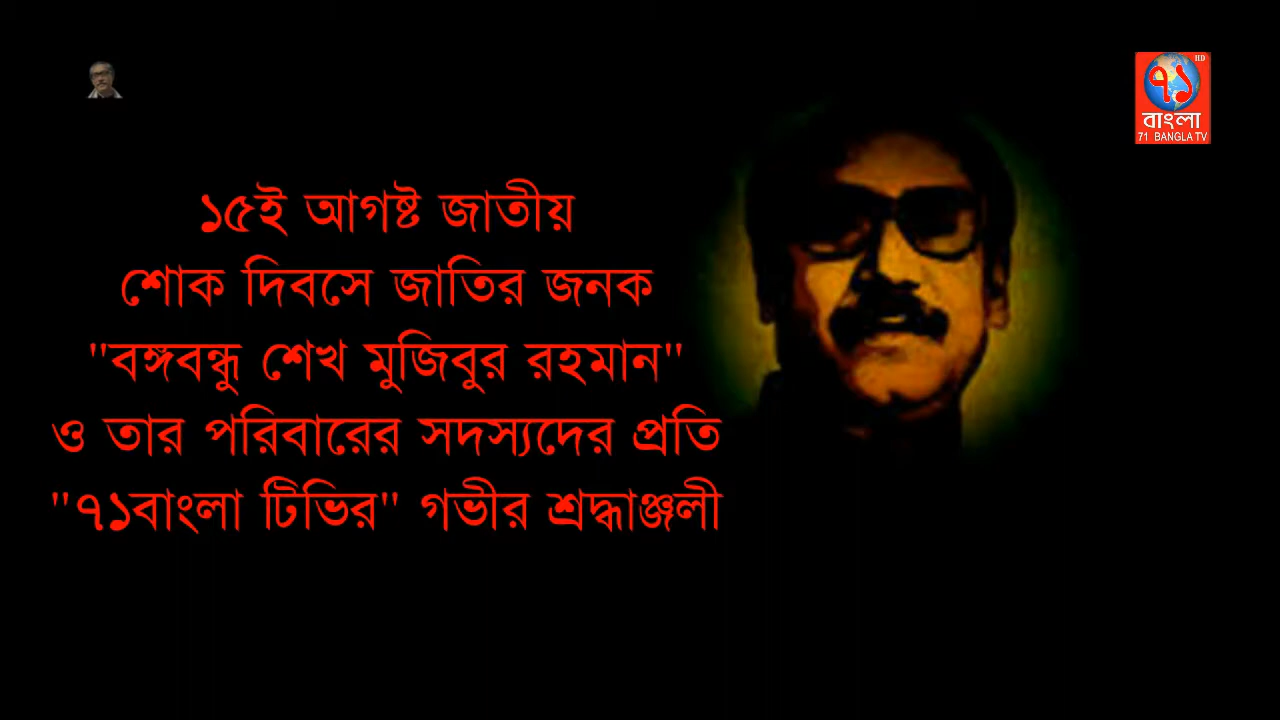 ৭১
IED
বাংলা
71 BANGLA TV
১৫ই আগষ্ট জাতীয়
শোক দিবসে জাতির জনক
"বঙ্গবন্ধু শেখ মুজিবুর রহমান"
ও তার পরিবারের সদস্যদের প্রতি
"৭১বাংলা টিভির" গভীর শ্রদ্ধাঞ্জলী